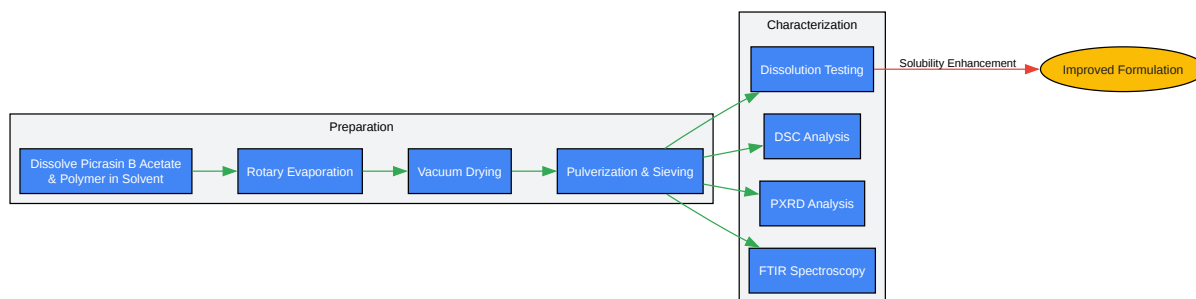 Preparation
Dissolve Picrasin B Acetate
& Polymer in Solvent
Rotary Evaporation
Vacuum Drying
Pulverization & Sieving
Characterization
Dissolution Testing
DSC Analysis
PXRD Analysis
FTIR Spectroscopy
Solubility Enhancement
Improved Formulation